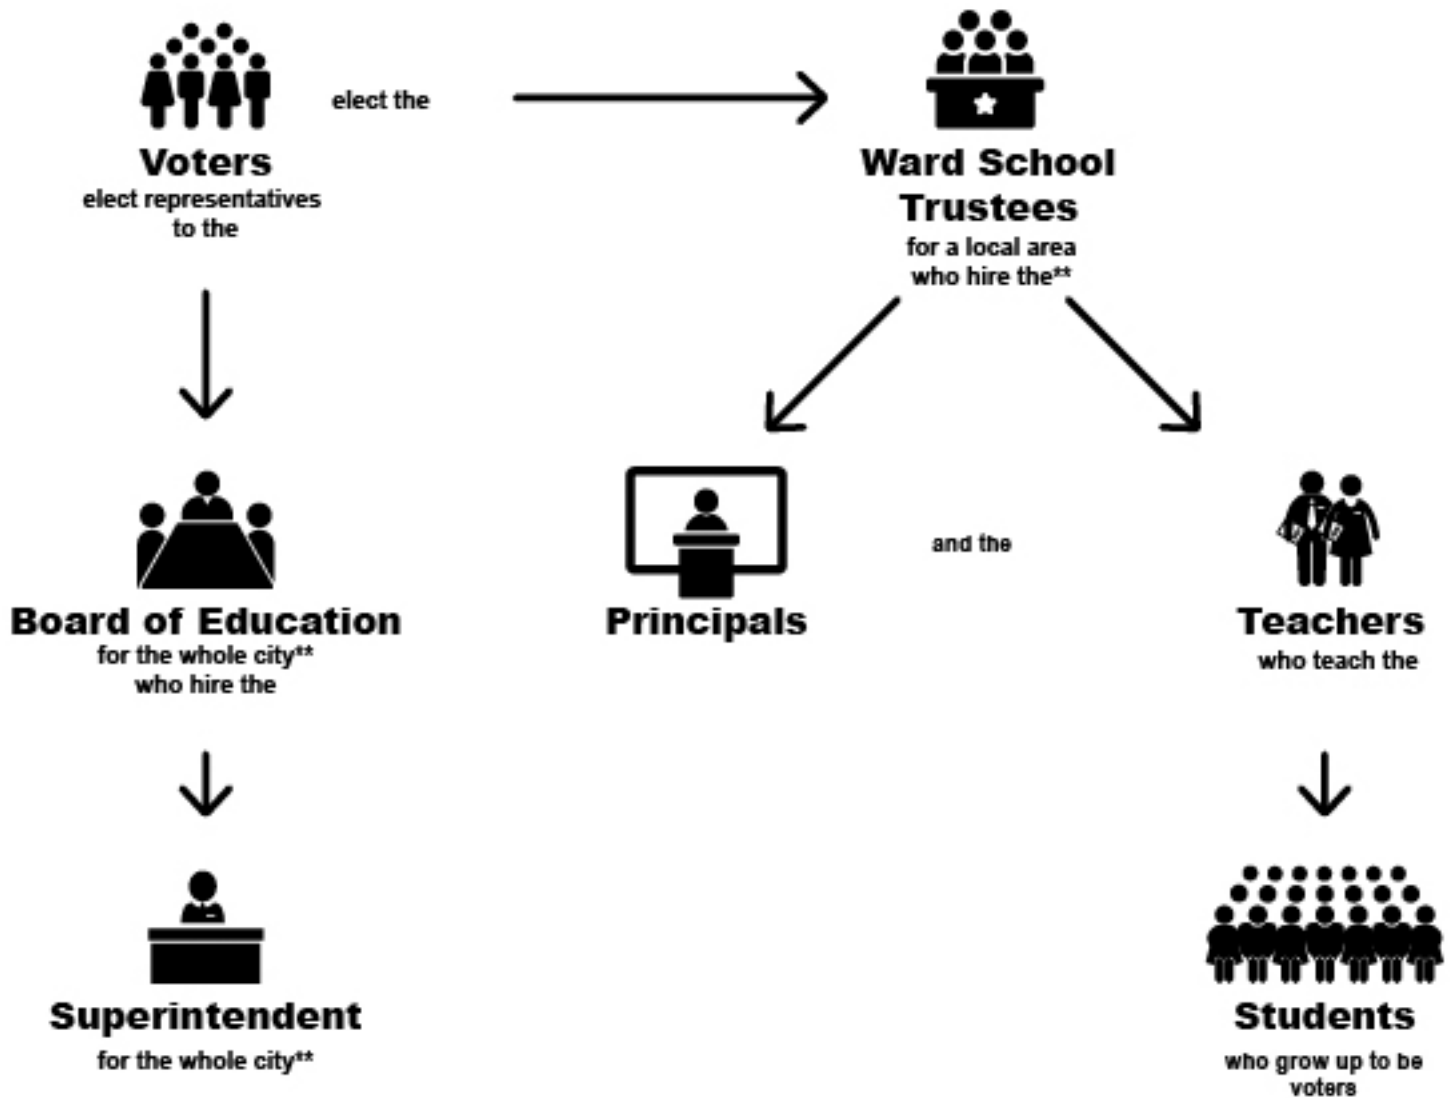 Voters
elect representatives
to the
elect the
Ward School
Trustees
for a local area
who hire the**
Board of Education
for the whole city**
who hire the
Principals
and the
Teachers
who teach the
Superintendent
for the whole city**
Students
who grow up to be
voters